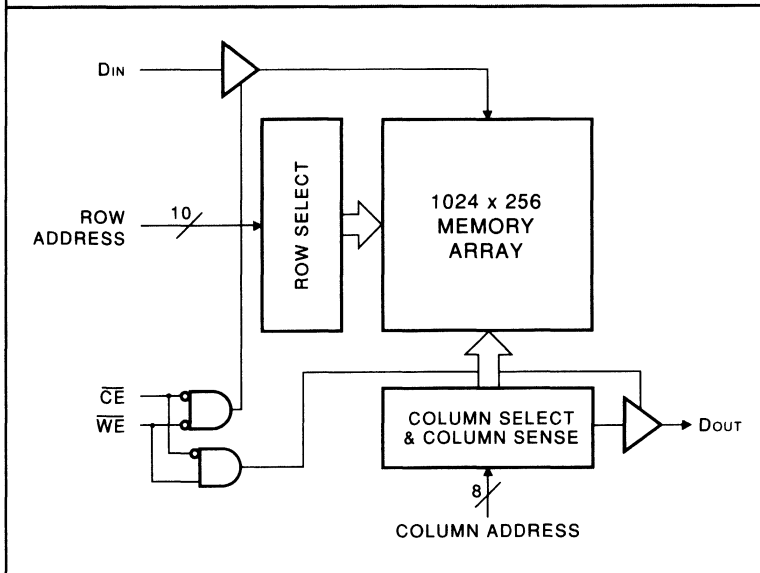 DIN
ROW SELECT
1024 x 256
MEMORY
ARRAY
10
ROW
ADDRESS
CE
WE
COLUMN SELECT
& COLUMN SENSE
DOUT
8
COLUMN ADDRESS